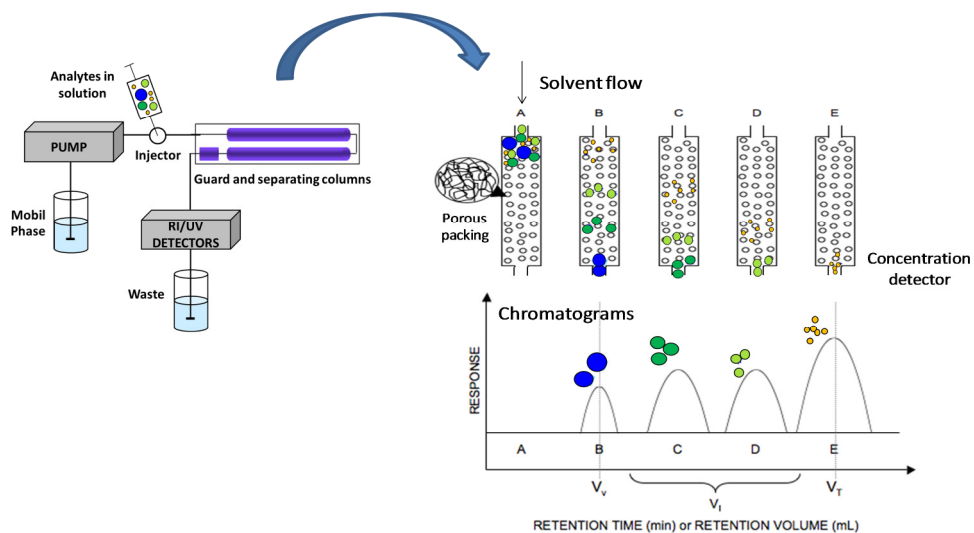 Analytes in
solution
PUMP
Injector
Guard and separating columns
Mobil
Phase
RI/UV
DETECTORS
Waste
Solvent flow
A B C D E
Porous
packing
Concentration
detector
Chromatograms
RESPONSE
A B C D E
Vv VT
VI
RETENTION TIME (min) or RETENTION VOLUME (mL)